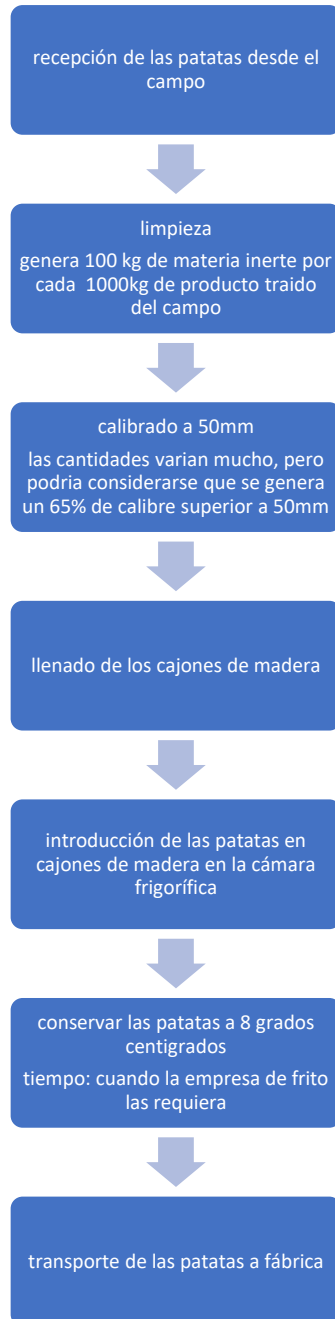 recepción de las patatas desde el
campo
limpieza
genera 100 kg de materia inerte por
cada 1000kg de producto traido
del campo
calibrado a 50mm
las cantidades varian mucho, pero
podria considerarse que se genera
un 65% de calibre superior a 50mm
llenado de los cajones de madera
introducción de las patatas en
cajones de madera en la cámara
frigorífica
conservar las patatas a 8 grados
centigrados
tiempo: cuando la empresa de frito
las requiera
transporte de las patatas a fábrica